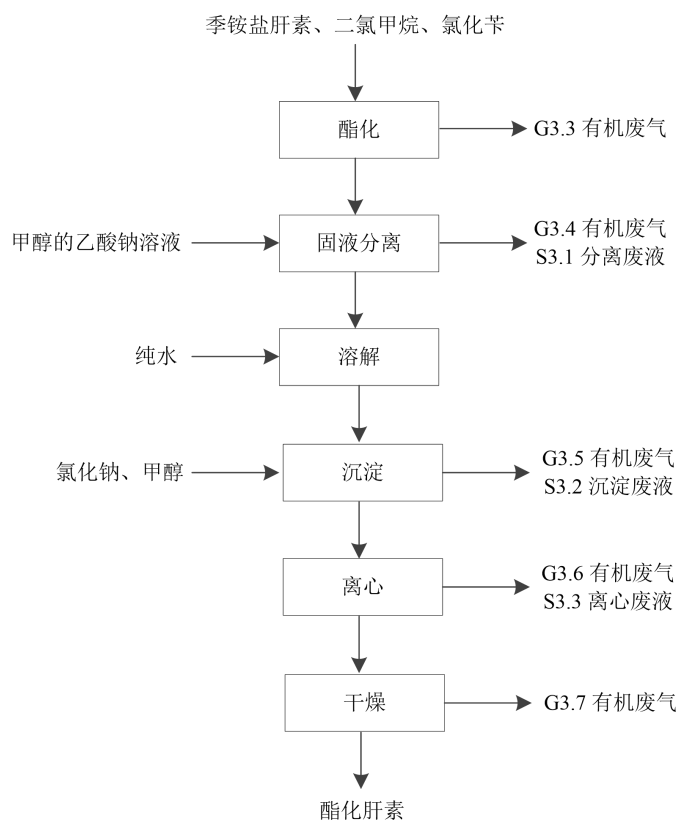 季铵盐肝素、二氯甲烷、氯化苄
酯化
G3.3 有机废气
甲醇的乙酸钠溶液
固液分离
G3.4 有机废气
S3.1 分离废液
纯水
溶解
氯化钠、甲醇
沉淀
G3.5 有机废气
S3.2 沉淀废液
离心
G3.6 有机废气
S3.3 离心废液
干燥
G3.7 有机废气
酯化肝素